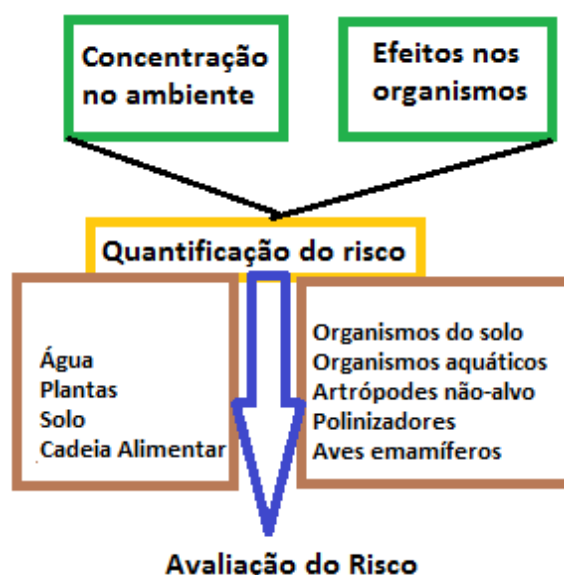 Concentração
no ambiente
Efeitos nos
organismos
Quantificação do risco
Água
Plantas
Solo
Cadeia Alimentar
Organismos do solo
Organismos aquáticos
Artrópodes não-alvo
Polinizadores
Aves emamíferos
Avaliação do Risco